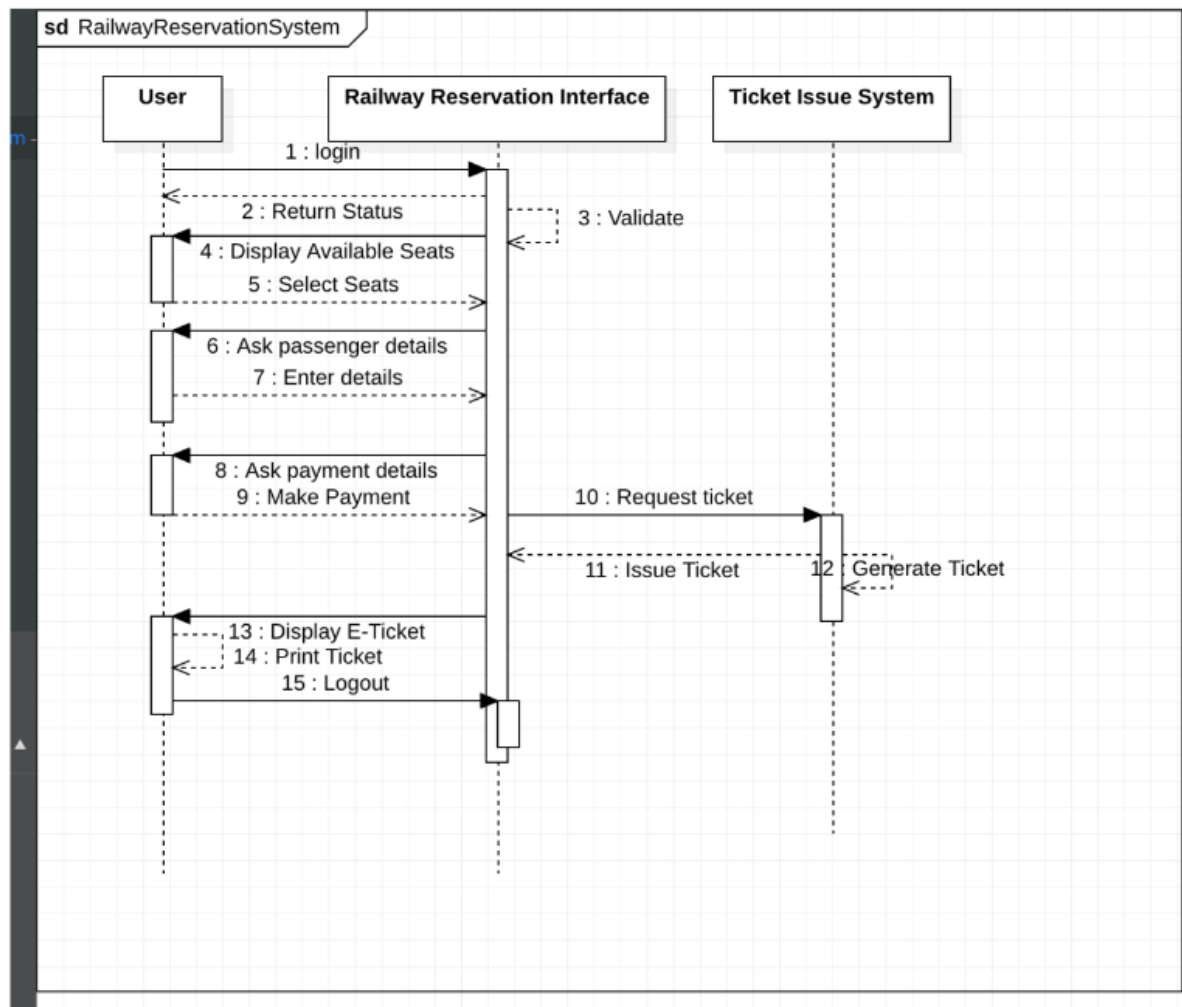 sd RailwayReservationSystem
User
Railway Reservation Interface
Ticket Issue System
m
1 : login
2 : Return Status
3 : Validate
4 : Display Available Seats
5 : Select Seats
6 : Ask passenger details
7 : Enter details
8 : Ask payment details
9 : Make Payment
10 : Request ticket
11 : Issue Ticket
12 : Generate Ticket
13 : Display E-Ticket
14 : Print Ticket
15 : Logout